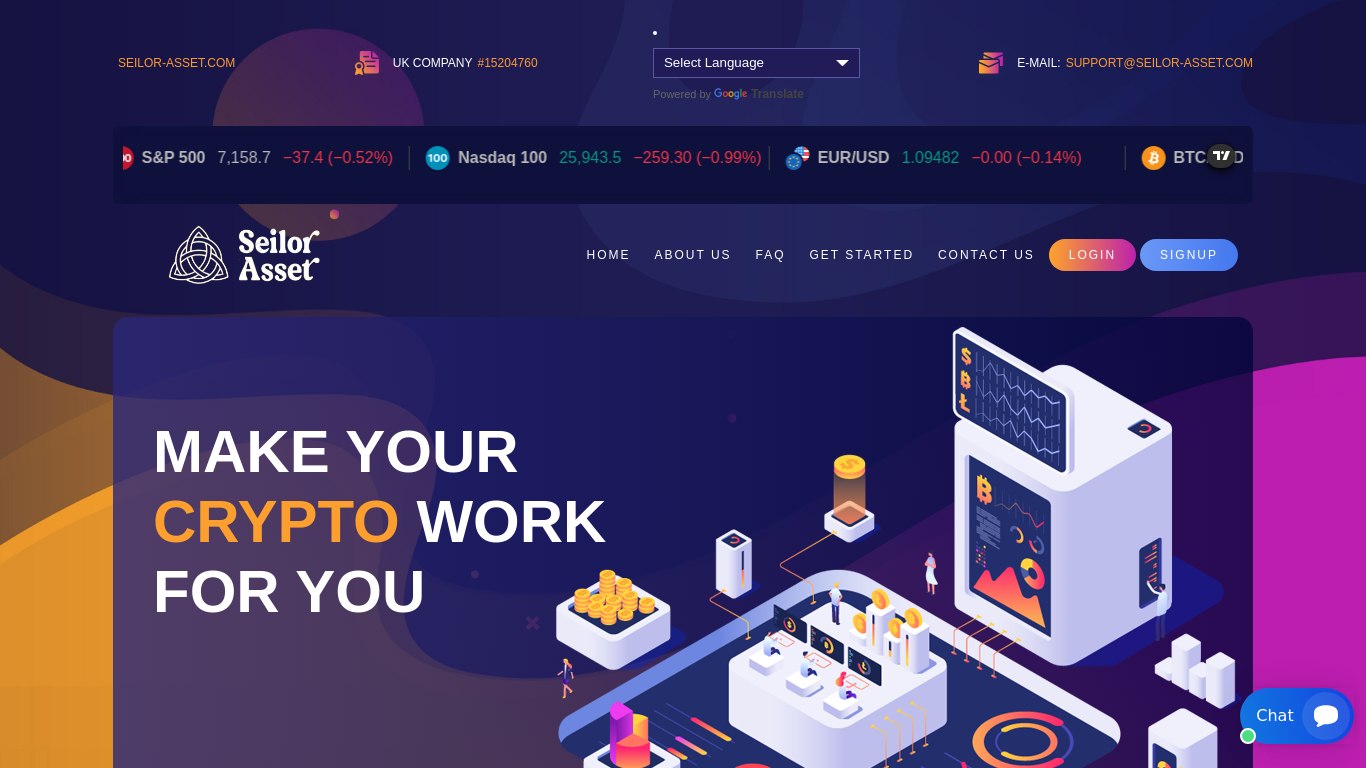 SEILOR-ASSET.COM
UK COMPANY #15204760
Select Language
Powered by Google Translate
E-MAIL: SUPPORT@SEILOR-ASSET.COM
S&P 500 7,158.7 −37.4 (−0.52%)
100 Nasdaq 100 25,943.5 −259.30 (−0.99%)
EUR/USD 1.09482 −0.00 (−0.14%)
Seilor
Asset
HOME
ABOUT US
FAQ
GET STARTED
CONTACT US
LOGIN
SIGNUP
MAKE YOUR
CRYPTO WORK
FOR YOU
Chat